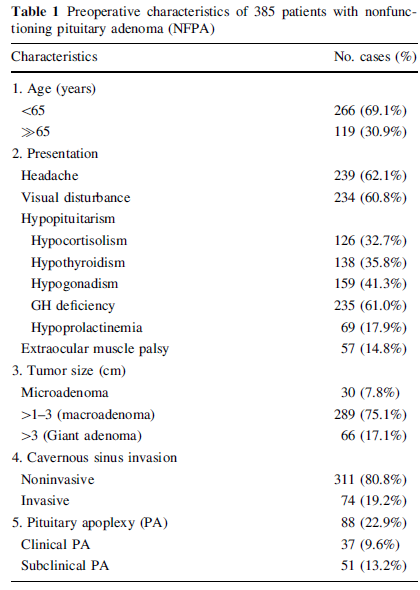 Table 1 Preoperative characteristics of 385 patients with nonfunc-
tioning pituitary adenoma (NFPA)
Characteristics No. cases (%)
1. Age (years)
<65 266 (69.1%)
≫65 119 (30.9%)
2. Presentation
Headache 239 (62.1%)
Visual disturbance 234 (60.8%)
Hypopituitarism
Hypocortisolism 126 (32.7%)
Hypothyroidism 138 (35.8%)
Hypogonadism 159 (41.3%)
GH deficiency 235 (61.0%)
Hypoprolactinemia 69 (17.9%)
Extraocular muscle palsy 57 (14.8%)
3. Tumor size (cm)
Microadenoma 30 (7.8%)
>1–3 (macroadenoma) 289 (75.1%)
>3 (Giant adenoma) 66 (17.1%)
4. Cavernous sinus invasion
Noninvasive 311 (80.8%)
Invasive 74 (19.2%)
5. Pituitary apoplexy (PA) 88 (22.9%)
Clinical PA 37 (9.6%)
Subclinical PA 51 (13.2%)